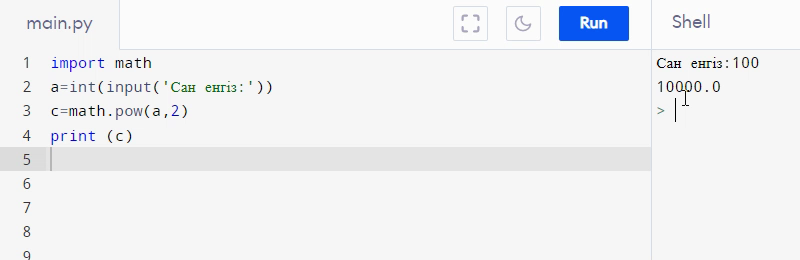 main.py
Run
Shell
1 import math
2 a=int(input('Сан енгіз:'))
3 c=math.pow(a,2)
4 print (c)
5
6
7
8
9
Сан енгіз:100
10000.0
>